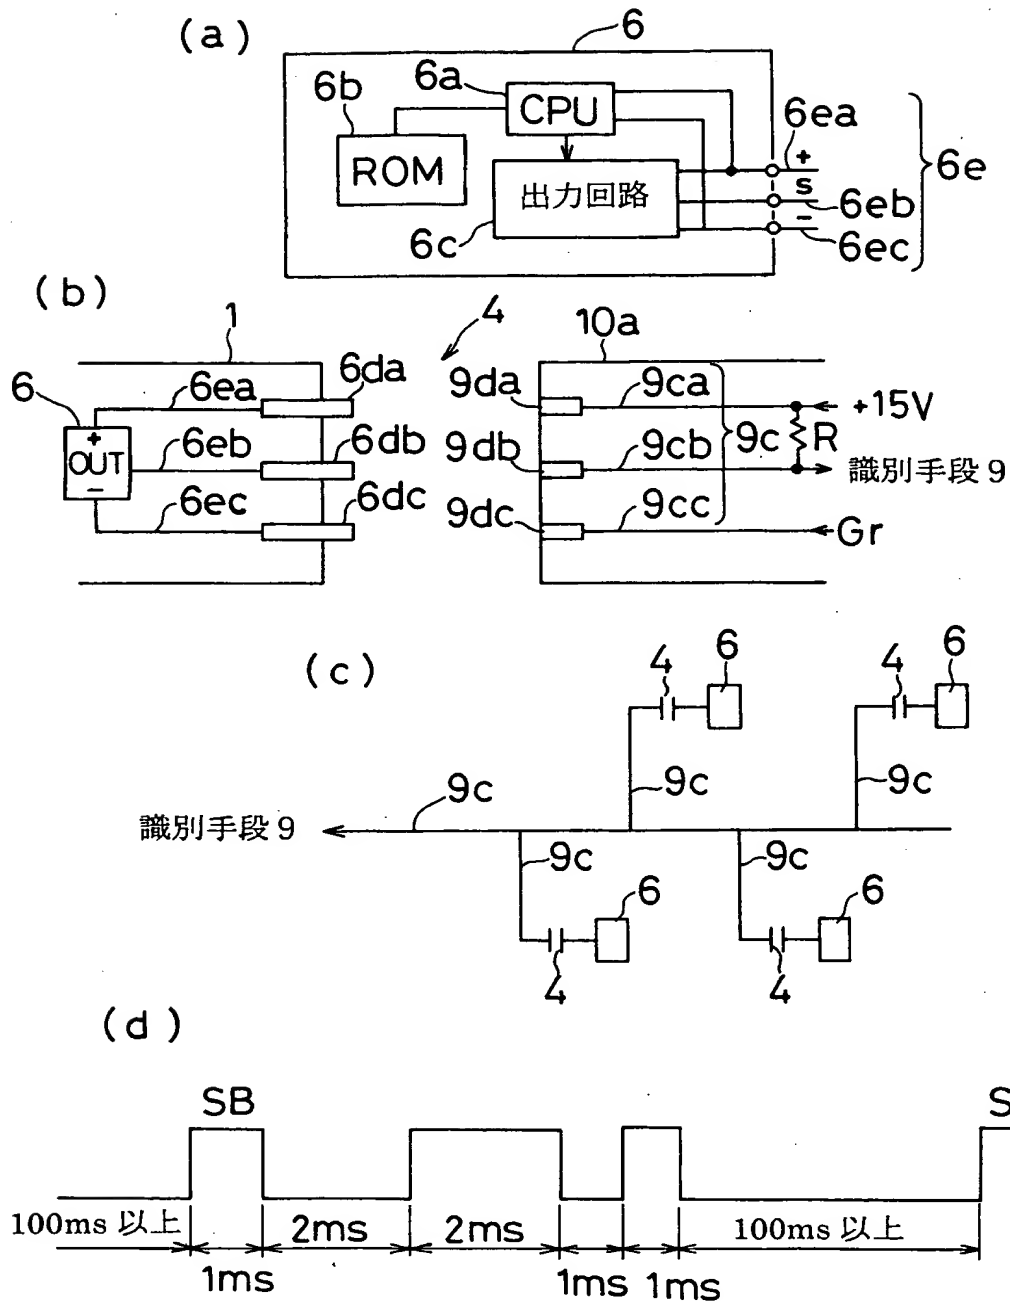 (a)
6
6a
6b
CPU
ROM
出力回路
6c
6ea
+
s
6eb
-
6ec
6e
(b)
1
4
10a
6
6ea
6da
9da
9ca
+15V
+
OUT
-
6eb
6db
9db
9cb
9c
R
識別手段 9
6ec
6dc
9dc
9cc
Gr
(c)
4
6
4
6
9c
9c
9c
識別手段 9
9c
9c
6
6
4
4
(d)
SB
S
100ms 以上
2ms
2ms
100ms 以上
1ms
1ms
1ms